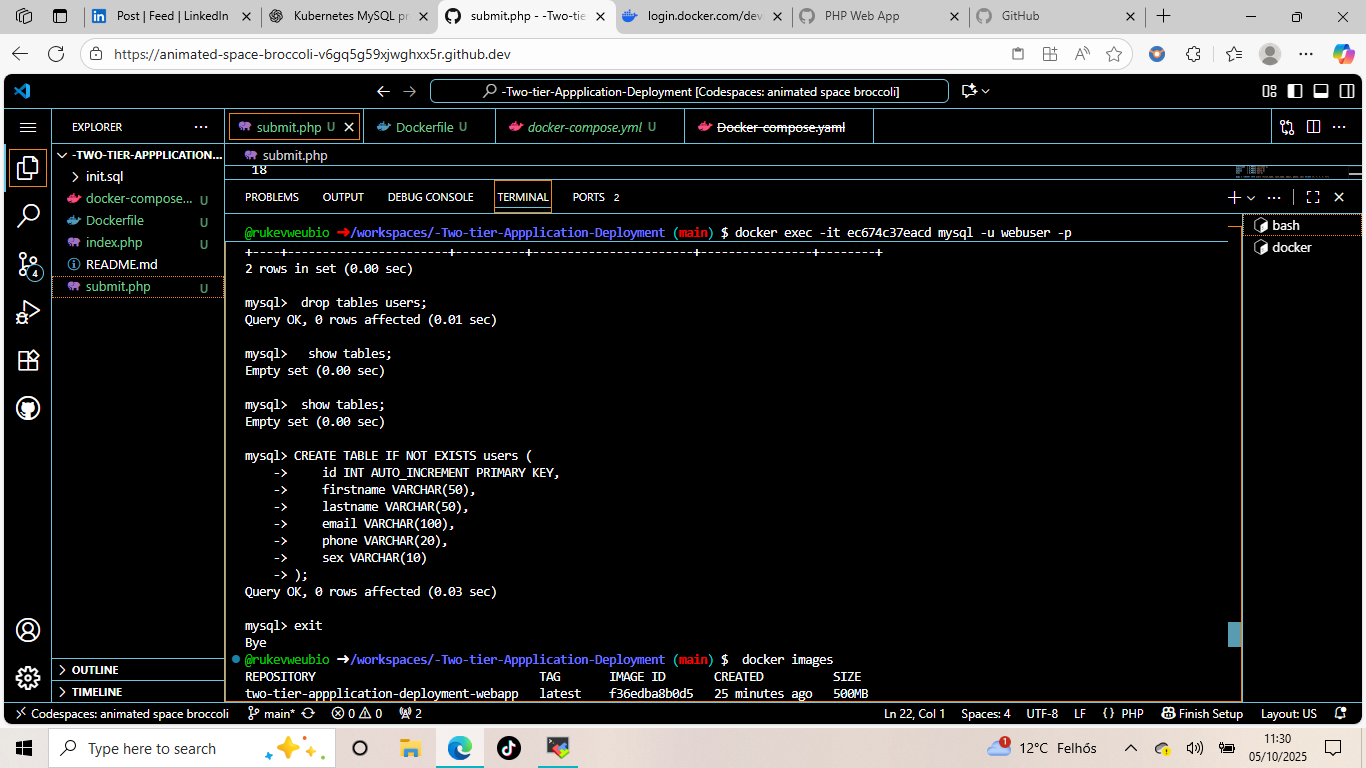 Post | Feed | LinkedIn
Kubernetes MySQL pr
submit.php - -Two-tie
login.docker.com/dev
PHP Web App
GitHub
https://animated-space-broccoli-v6gq5g59xjwghxx5r.github.dev
-Two-tier-Appplication-Deployment [Codespaces: animated space broccoli]
EXPLORER
submit.php U
Dockerfile U
docker-compose.yml U
Docker-compose.yaml
-TWO-TIER-APPPLICATION...
submit.php
init.sql
18
docker-compose... U
PROBLEMS OUTPUT DEBUG CONSOLE TERMINAL PORTS 2
Dockerfile U
index.php U
README.md
submit.php U
4
@rukevweubio ➜/workspaces/-Two-tier-Appplication-Deployment (main) $ docker exec -it ec674c37eacd mysql -u webuser -p
+----+-----------------------+----------+-----------------------+---------------+--------+
2 rows in set (0.00 sec)
mysql> drop tables users;
Query OK, 0 rows affected (0.01 sec)
mysql> show tables;
Empty set (0.00 sec)
mysql> show tables;
Empty set (0.00 sec)
mysql> CREATE TABLE IF NOT EXISTS users (
-> id INT AUTO_INCREMENT PRIMARY KEY,
-> firstname VARCHAR(50),
-> lastname VARCHAR(50),
-> email VARCHAR(100),
-> phone VARCHAR(20),
-> sex VARCHAR(10)
-> );
Query OK, 0 rows affected (0.03 sec)
mysql> exit
Bye
@rukevweubio ➜/workspaces/-Two-tier-Appplication-Deployment (main) $ docker images
REPOSITORY TAG IMAGE ID CREATED SIZE
two-tier-appplication-deployment-webapp latest f36edba8b0d5 25 minutes ago 500MB
bash
docker
OUTLINE
TIMELINE
Codespaces: animated space broccoli main* 0 0 2
Ln 22, Col 1 Spaces: 4 UTF-8 LF {} PHP Finish Setup Layout: US
Type here to search
1
12°C Felhős
11:30
05/10/2025